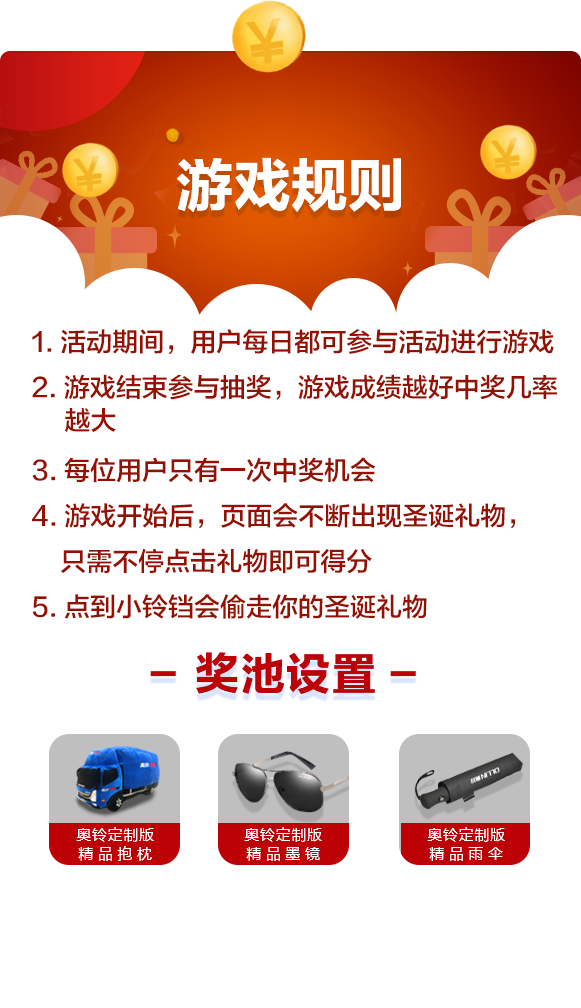 游戏规则
1. 活动期间，用户每日都可参与活动进行游戏
2. 游戏结束参与抽奖，游戏成绩越好中奖几率
越大
3. 每位用户只有一次中奖机会
4. 游戏开始后，页面会不断出现圣诞礼物，
只需不停点击礼物即可得分
5. 点到小铃铛会偷走你的圣诞礼物
– 奖池设置 –
奥铃定制版 奥铃定制版 奥铃定制版
精品抱枕 精品墨镜 精品雨伞